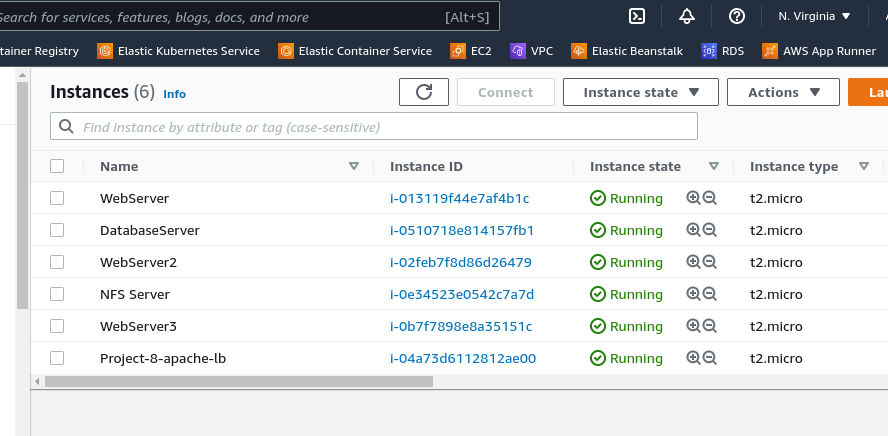 Search for services, features, blogs, docs, and more [Alt+S] N. Virginia
tainer Registry Elastic Kubernetes Service Elastic Container Service EC2 VPC Elastic Beanstalk RDS AWS App Runner
Instances (6) Info Connect Instance state Actions Lau
Find instance by attribute or tag (case-sensitive)
Name Instance ID Instance state Instance type
WebServer i-013119f44e7af4b1c Running t2.micro
DatabaseServer i-0510718e814157fb1 Running t2.micro
WebServer2 i-02feb7f8d86d26479 Running t2.micro
NFS Server i-0e34523e0542c7a7d Running t2.micro
WebServer3 i-0b7f7898e8a35151c Running t2.micro
Project-8-apache-lb i-04a73d6112812ae00 Running t2.micro